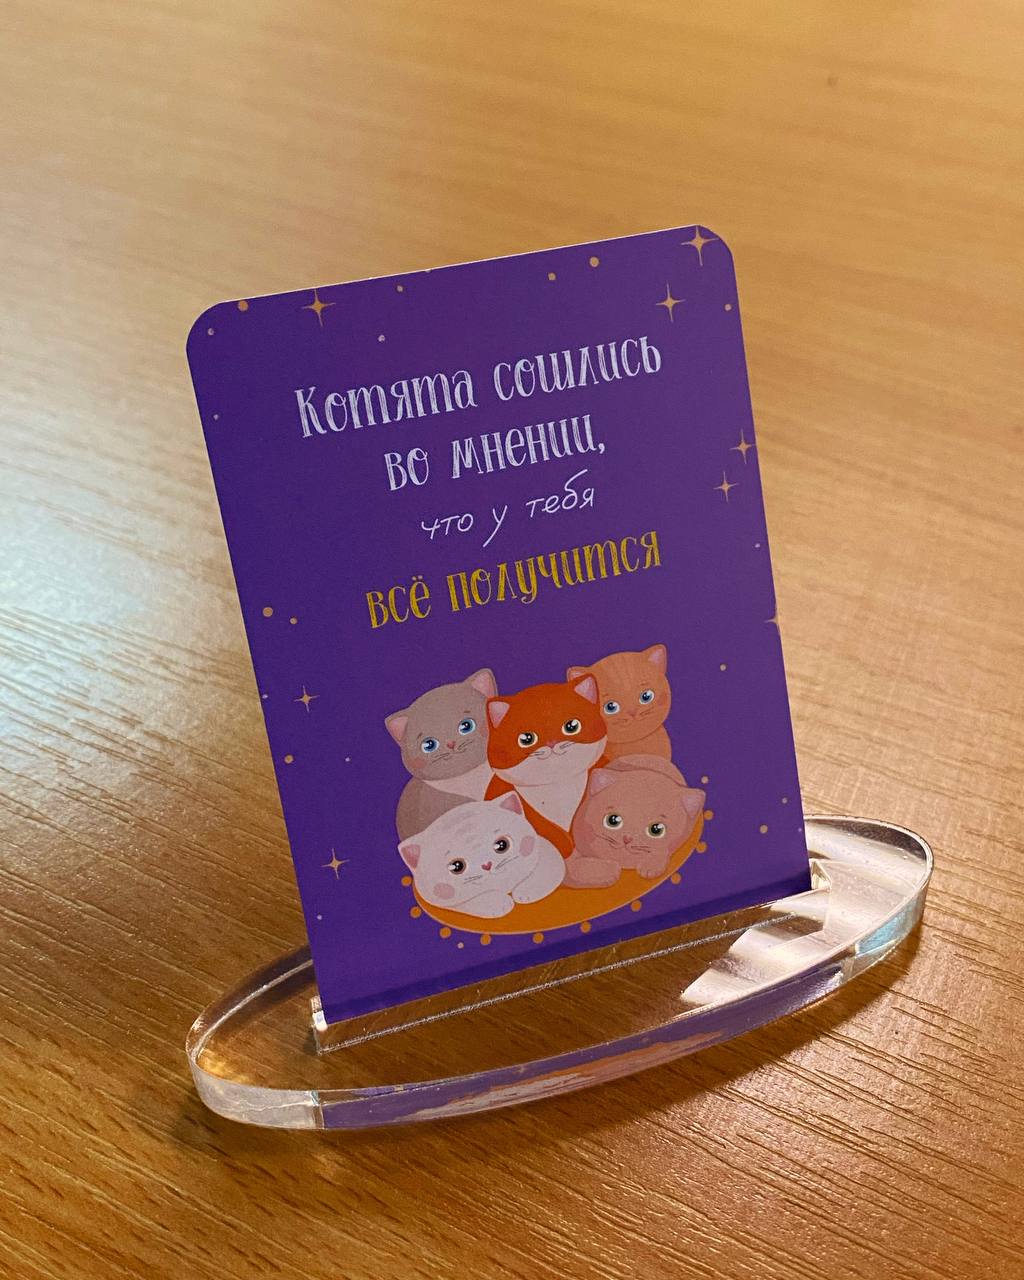 Котята сошлись
во мнении,
что у тебя
всё получится